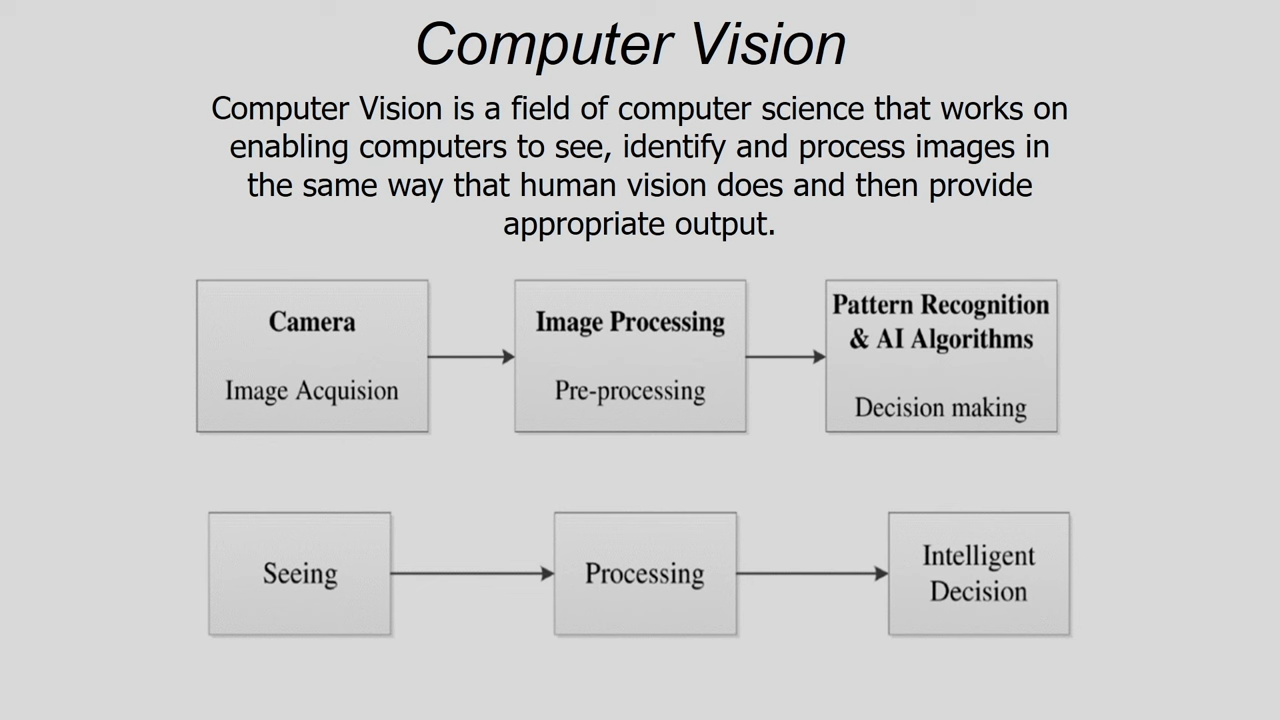 Computer Vision
Computer Vision is a field of computer science that works on
enabling computers to see, identify and process images in
the same way that human vision does and then provide
appropriate output.
Camera
Image Acquision
Image Processing
Pre-processing
Pattern Recognition
& AI Algorithms
Decision making
Seeing
Processing
Intelligent
Decision